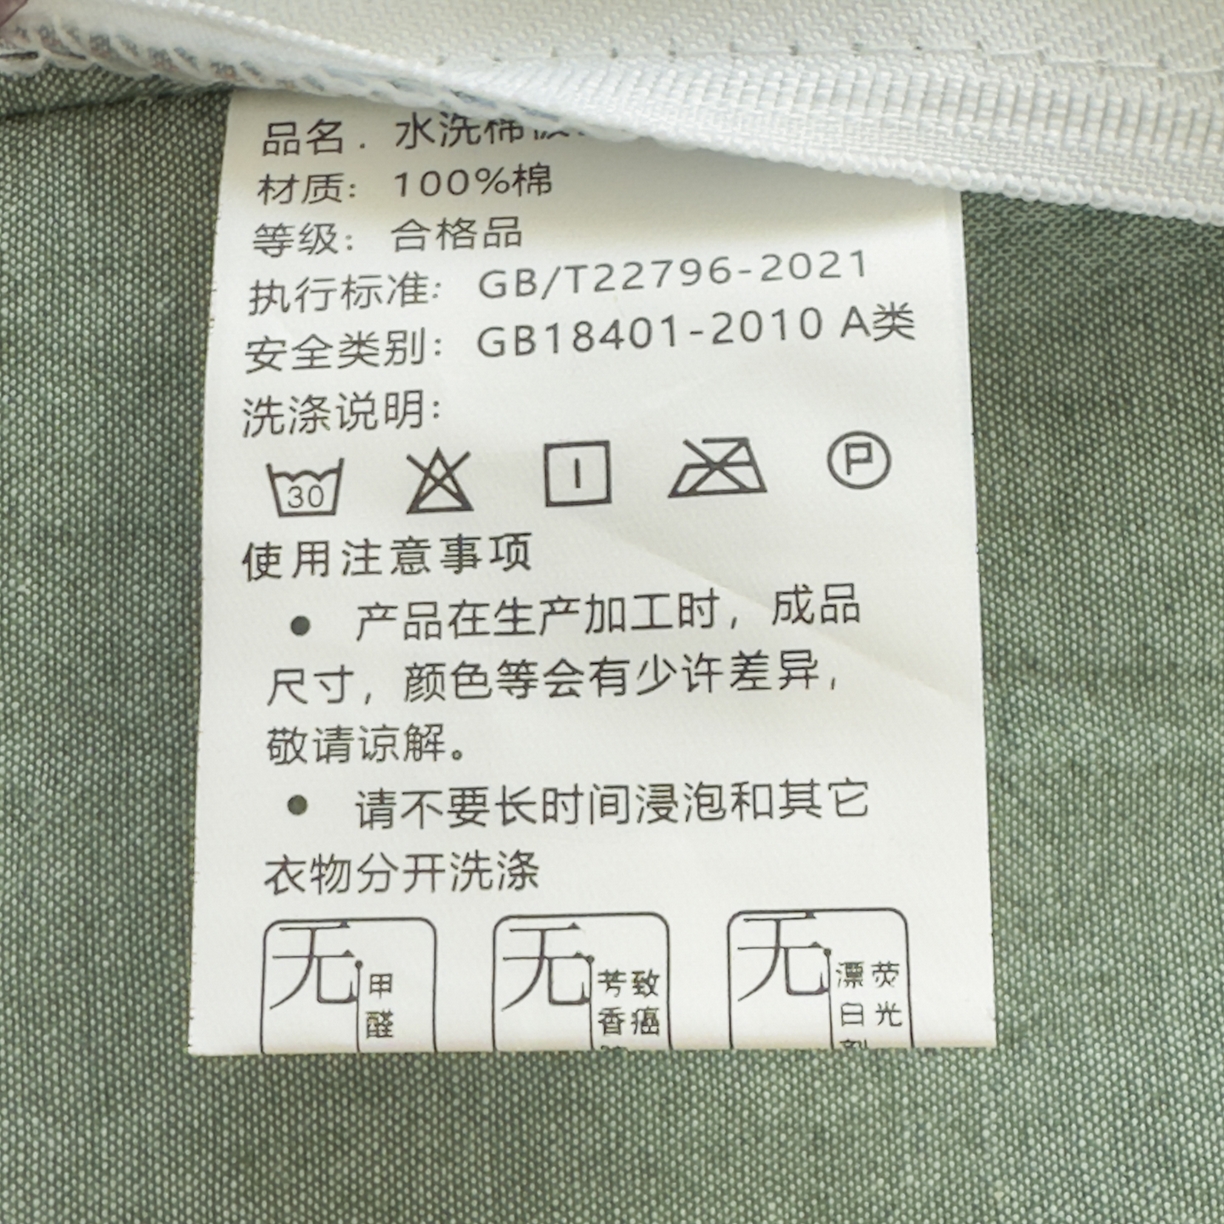 品名. 水洗棉
材质: 100%棉
等级: 合格品
执行标准: GB/T22796-2021
安全类别: GB18401-2010 A类
洗涤说明:
30
P
使用注意事项
● 产品在生产加工时，成品
尺寸，颜色等会有少许差异，
敬请谅解。
● 请不要长时间浸泡和其它
衣物分开洗涤
无 甲醛
无 致癌芳香
无 荧光漂白剂